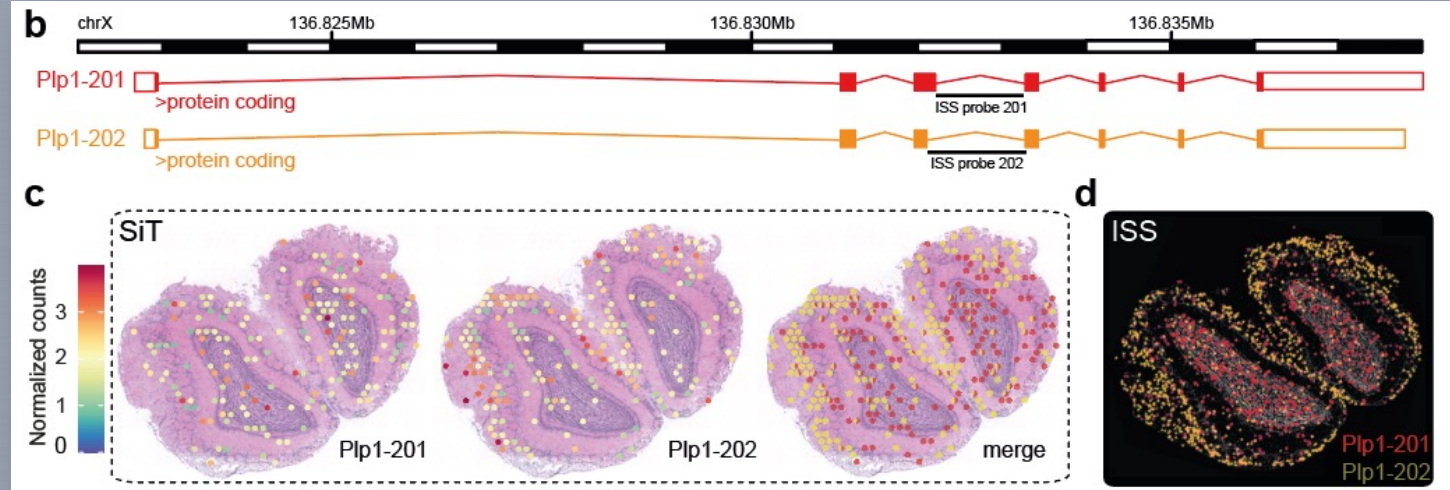 b
chrX
136.825Mb
136.830Mb
136.835Mb
Plp1-201
>protein coding
ISS probe 201
Plp1-202
>protein coding
ISS probe 202
c
SiT
Normalized counts
3
2
1
0
Plp1-201
Plp1-202
merge
d
ISS
Plp1-201
Plp1-202